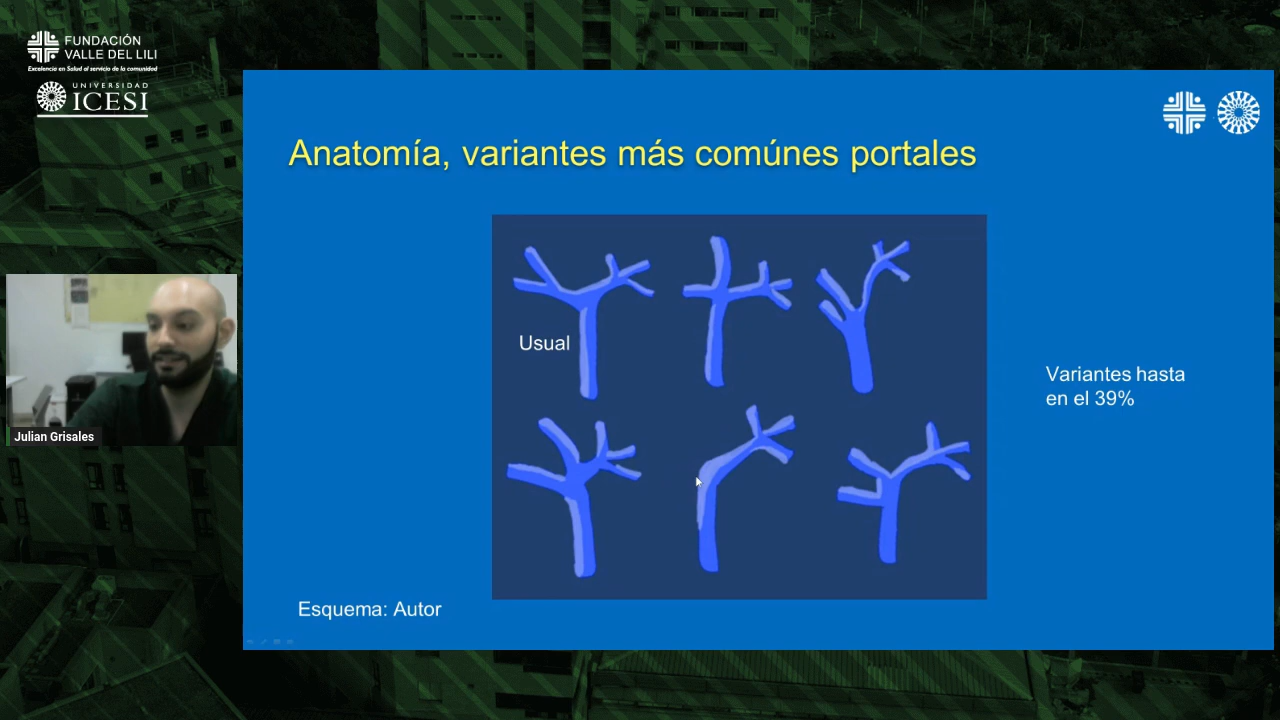 FUNDACIÓN
VALLE DEL LILI
Excelencia en Salud al servicio de la comunidad
UNIVERSIDAD
ICESI
Anatomía, variantes más comúnes portales
Usual
Variantes hasta
en el 39%
Julian Grisales
Esquema: Autor